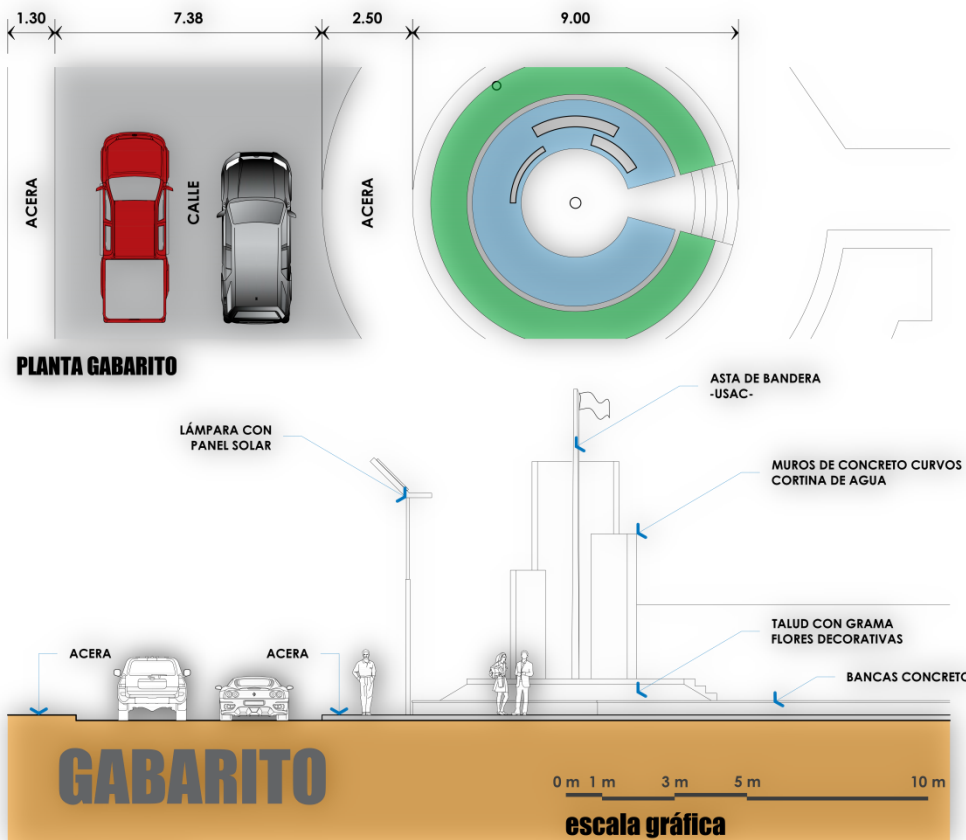 1.30 7.38 2.50 9.00
ACERA
CALLE
ACERA
PLANTA GABARITO
ASTA DE BANDERA
-USAC-
LÁMPARA CON
PANEL SOLAR
MUROS DE CONCRETO CURVOS
CORTINA DE AGUA
TALUD CON GRAMA
FLORES DECORATIVAS
ACERA
ACERA
BANCAS CONCRETO
GABARITO
0 m 1 m 3 m 5 m 10 m
escala gráfica